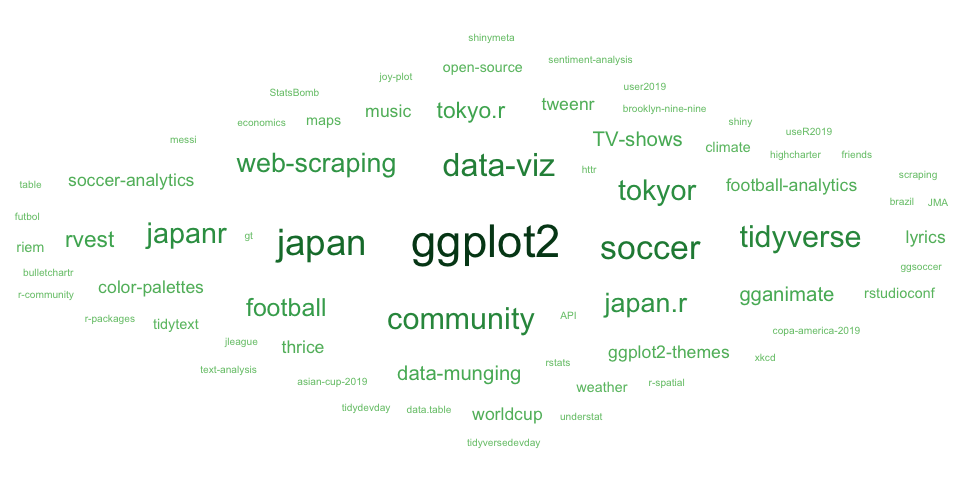 shinymeta
open-source sentiment-analysis
joy-plot
StatsBomb user2019
music tokyo.r tweenr brooklyn-nine-nine
economics maps shiny
messi TV-shows climate useR2019
web-scraping data-viz highcharter friends
table soccer-analytics httr tokyor football-analytics scraping
futbol brazil JMA
riem rvest japanr gt japan ggplot2 soccer tidyverse lyrics
bulletchartr ggsoccer
r-community color-palettes football japan.r gganimate rstudioconf
r-packages tidytext community API copa-america-2019
jleague thrice ggplot2-themes xkcd
text-analysis asian-cup-2019 data-munging rstats weather r-spatial
tidydevday data.table worldcup understat
tidyversedevday